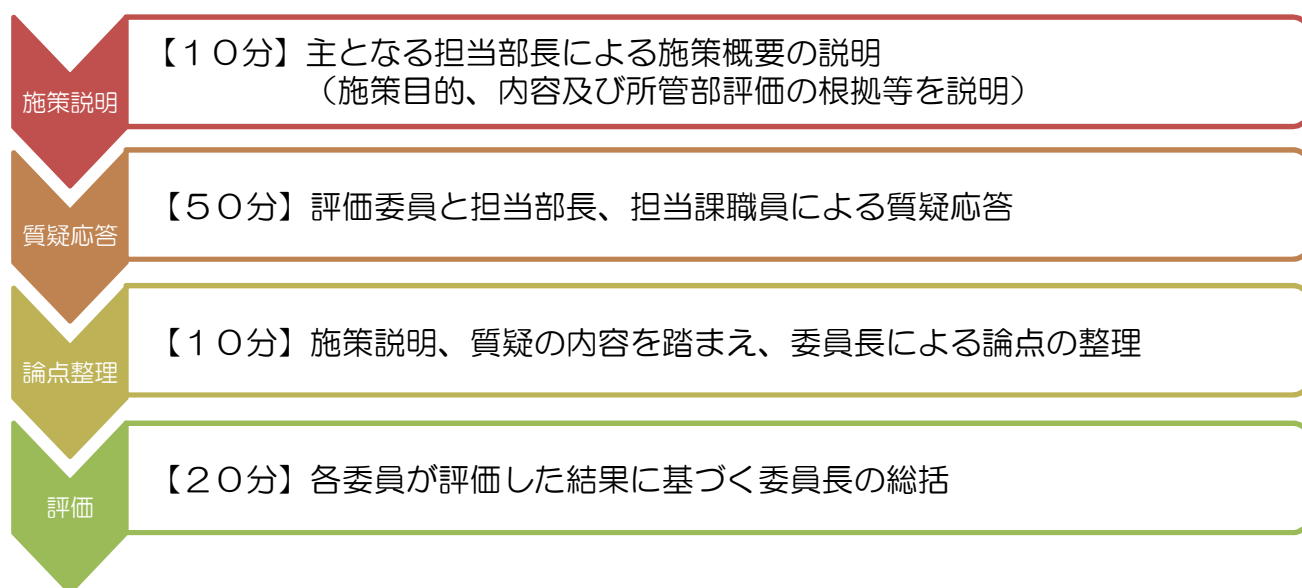 【１０分】主となる担当部長による施策概要の説明
（施策目的、内容及び所管部評価の根拠等を説明）
施策説明
【５０分】評価委員と担当部長、担当課職員による質疑応答
質疑応答
【１０分】施策説明、質疑の内容を踏まえ、委員長による論点の整理
論点整理
【２０分】各委員が評価した結果に基づく委員長の総括
評価